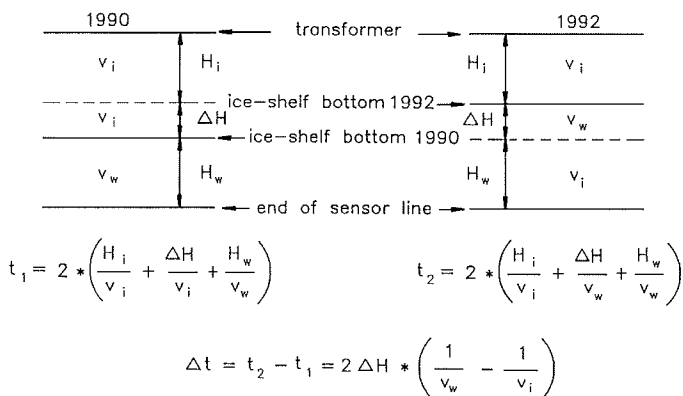 1990 transformer 1992
v_i H_i H_i v_i
ice-shelf bottom 1992
v_i ΔH ΔH v_w
ice-shelf bottom 1990
v_w H_w H_w v_i
end of sensor line
t_1 = 2 * ( H_i / v_i + ΔH / v_i + H_w / v_w )
t_2 = 2 * ( H_i / v_i + ΔH / v_w + H_w / v_w )
Δt = t_2 - t_1 = 2 ΔH * ( 1 / v_w - 1 / v_i )